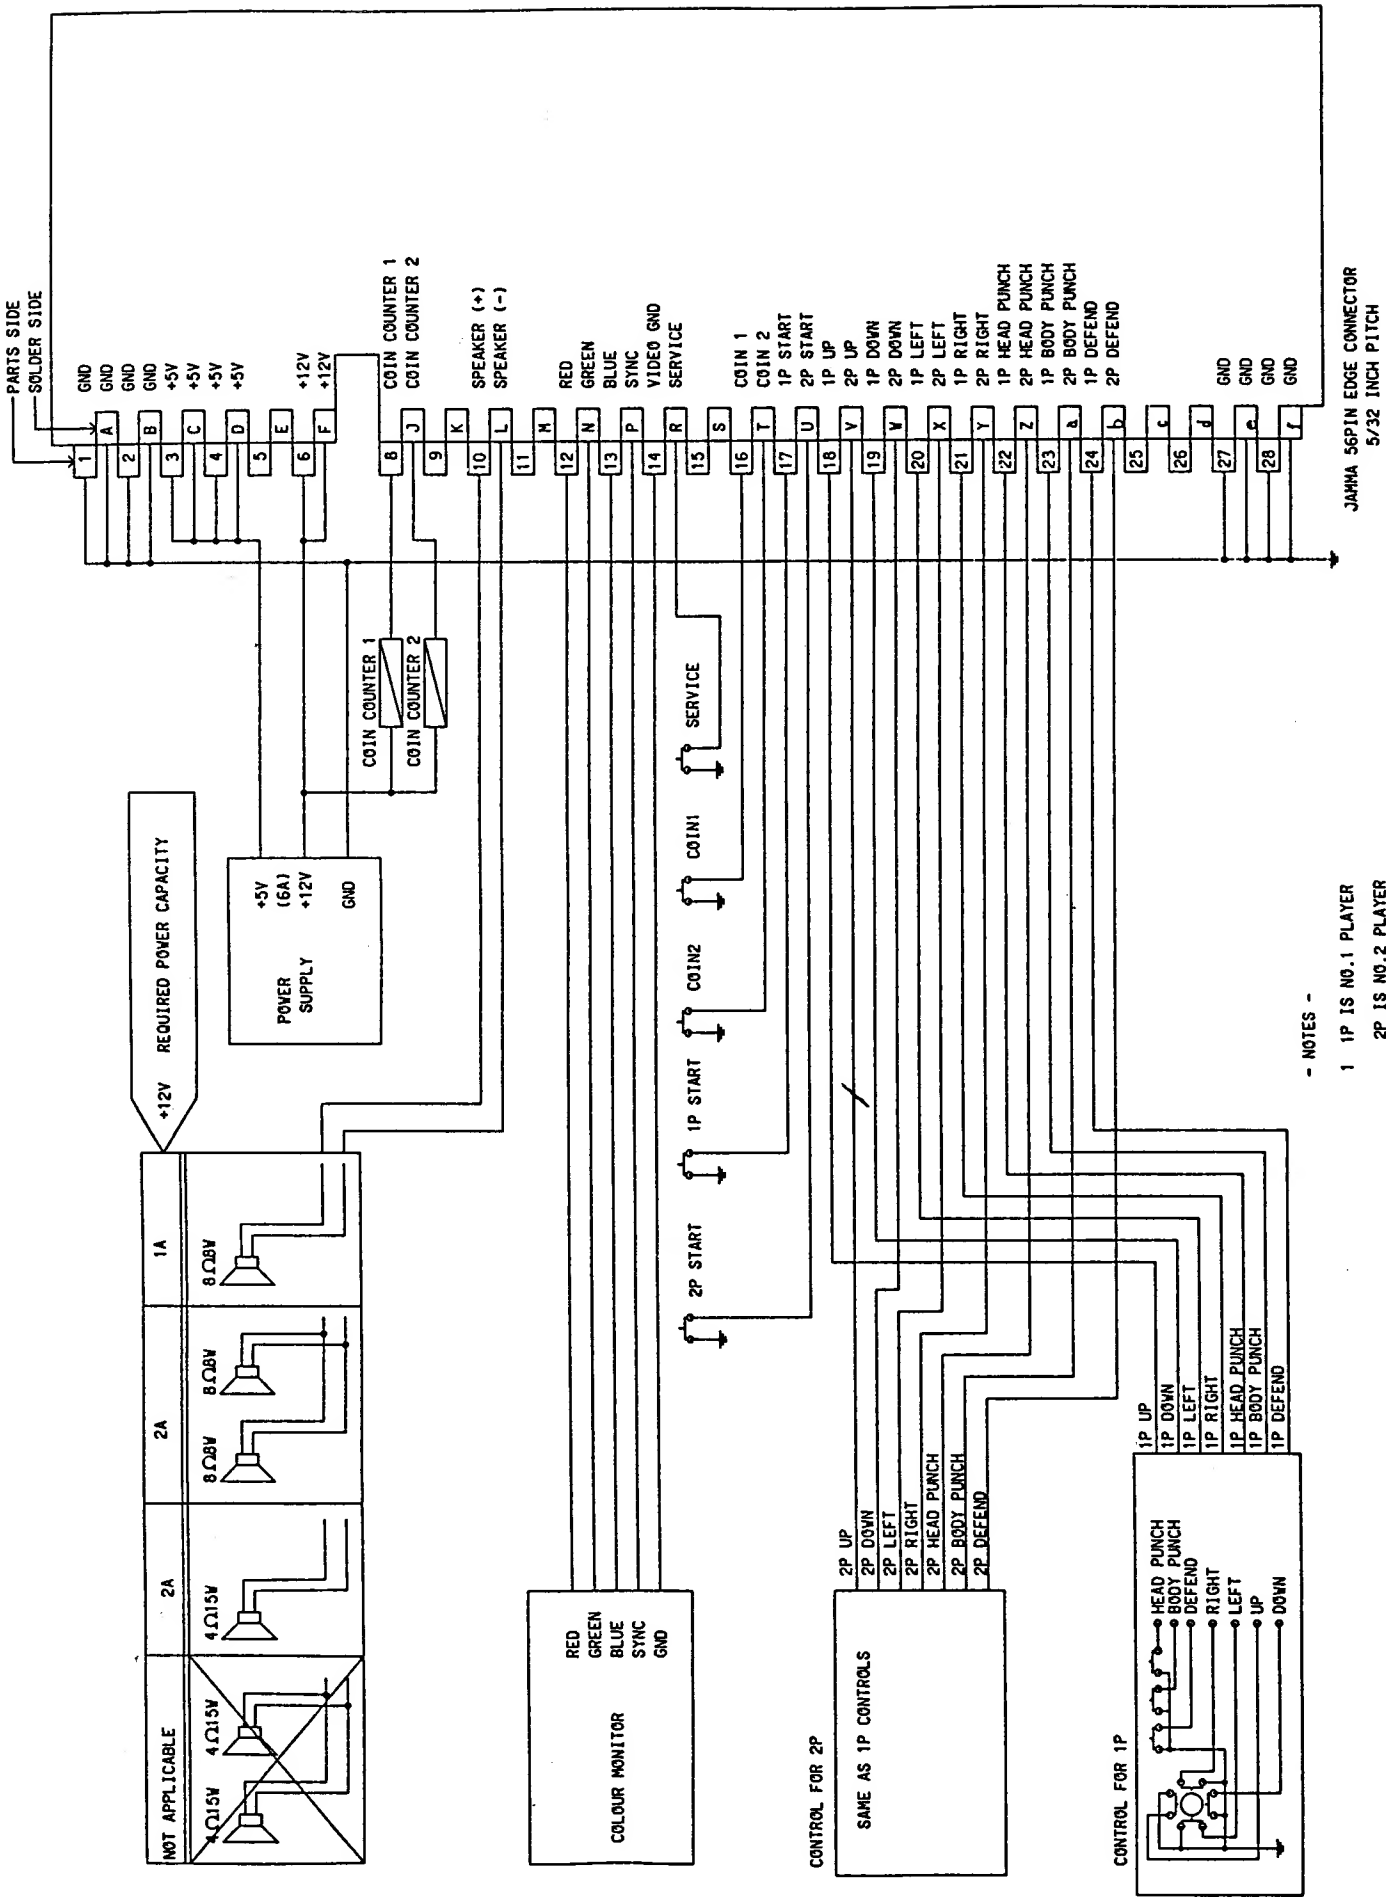 PARTS SIDE
SOLDER SIDE
1
GND
A
GND
2
GND
B
GND
3
+5V
C
+5V
4
+5V
D
+5V
5
E
6
+12V
F
+12V
8
COIN COUNTER 1
J
COIN COUNTER 2
9
K
10
SPEAKER (+)
L
SPEAKER (-)
11
M
12
RED
N
GREEN
13
BLUE
P
SYNC
14
VIDEO GND
R
SERVICE
15
S
16
COIN 1
T
COIN 2
17
1P START
U
2P START
18
1P UP
V
2P UP
19
1P DOWN
W
2P DOWN
20
1P LEFT
X
2P LEFT
21
1P RIGHT
Y
2P RIGHT
22
1P HEAD PUNCH
Z
2P HEAD PUNCH
23
1P BODY PUNCH
a
2P BODY PUNCH
24
1P DEFEND
b
2P DEFEND
25
c
26
d
27
GND
e
GND
28
GND
f
GND
JAMMA 56PIN EDGE CONNECTOR
5/32 INCH PITCH
COIN COUNTER 1
COIN COUNTER 2
+12V REQUIRED POWER CAPACITY
POWER
SUPPLY
+5V
(6A)
+12V
GND
NOT APPLICABLE
2A
2A
1A
4Ω15W
4Ω15W
4Ω15W
8Ω8W
8Ω8W
8Ω8W
SERVICE
COIN1
COIN2
1P START
2P START
COLOUR MONITOR
RED
GREEN
BLUE
SYNC
GND
CONTROL FOR 2P
SAME AS 1P CONTROLS
2P UP
2P DOWN
2P LEFT
2P RIGHT
2P HEAD PUNCH
2P BODY PUNCH
2P DEFEND
CONTROL FOR 1P
HEAD PUNCH
BODY PUNCH
DEFEND
RIGHT
LEFT
UP
DOWN
1P UP
1P DOWN
1P LEFT
1P RIGHT
1P HEAD PUNCH
1P BODY PUNCH
1P DEFEND
- NOTES -
1 1P IS NO.1 PLAYER
2P IS NO.2 PLAYER